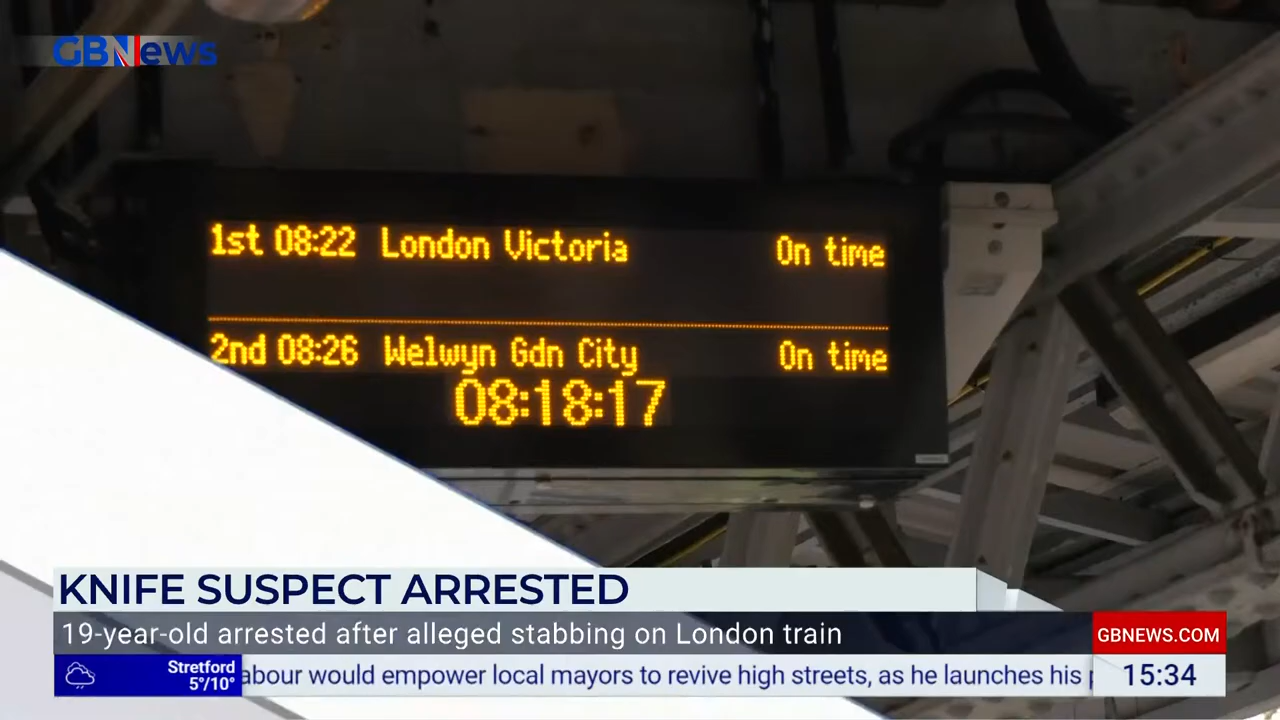 GBNews
1st 08:22 London Victoria On time
2nd 08:26 Welwyn Gdn City On time
08:18:17
KNIFE SUSPECT ARRESTED
19-year-old arrested after alleged stabbing on London train
GBNEWS.COM
Stretford
5°/10°
abour would empower local mayors to revive high streets, as he launches his
15:34